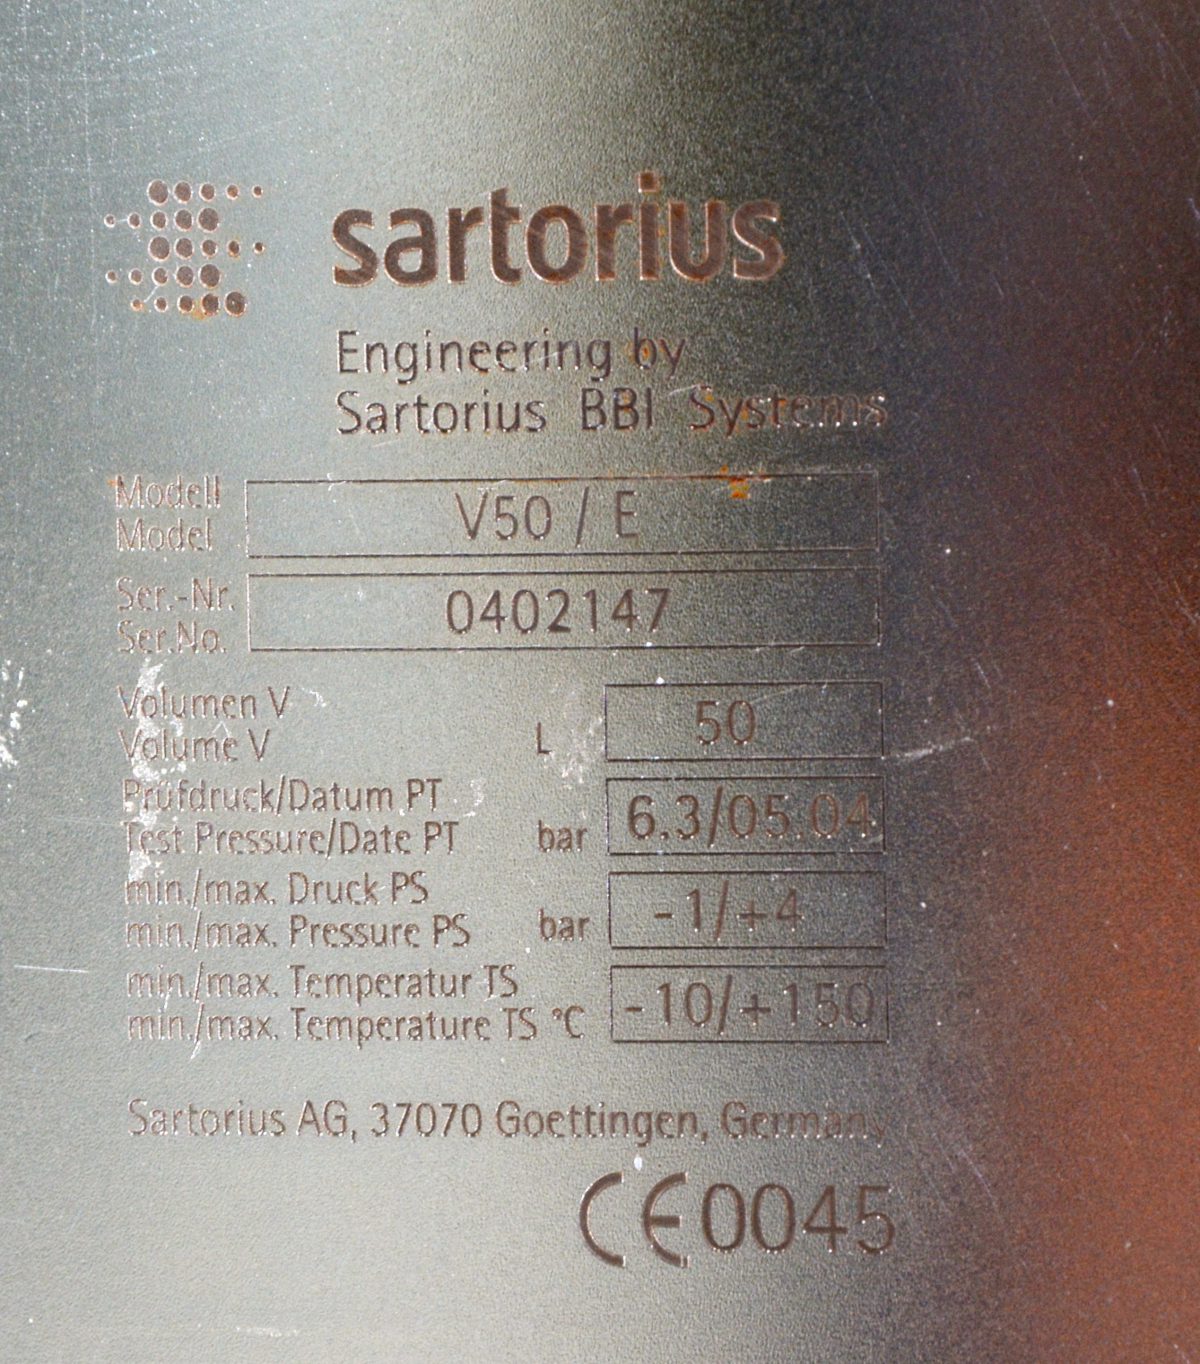 sartorius
Engineering by
Sartorius BBI Systems
Modell
Model
V50 / E
Ser.-Nr.
Ser.No.
0402147
Volumen V
Volume V L 50
Prüfdruck/Datum PT
Test Pressure/Date PT bar 6.3/05.04
min./max. Druck PS
min./max. Pressure PS bar -1/+4
min./max. Temperatur TS
min./max. Temperature TS °C -10/+150
Sartorius AG, 37070 Goettingen, Germany
CE0045